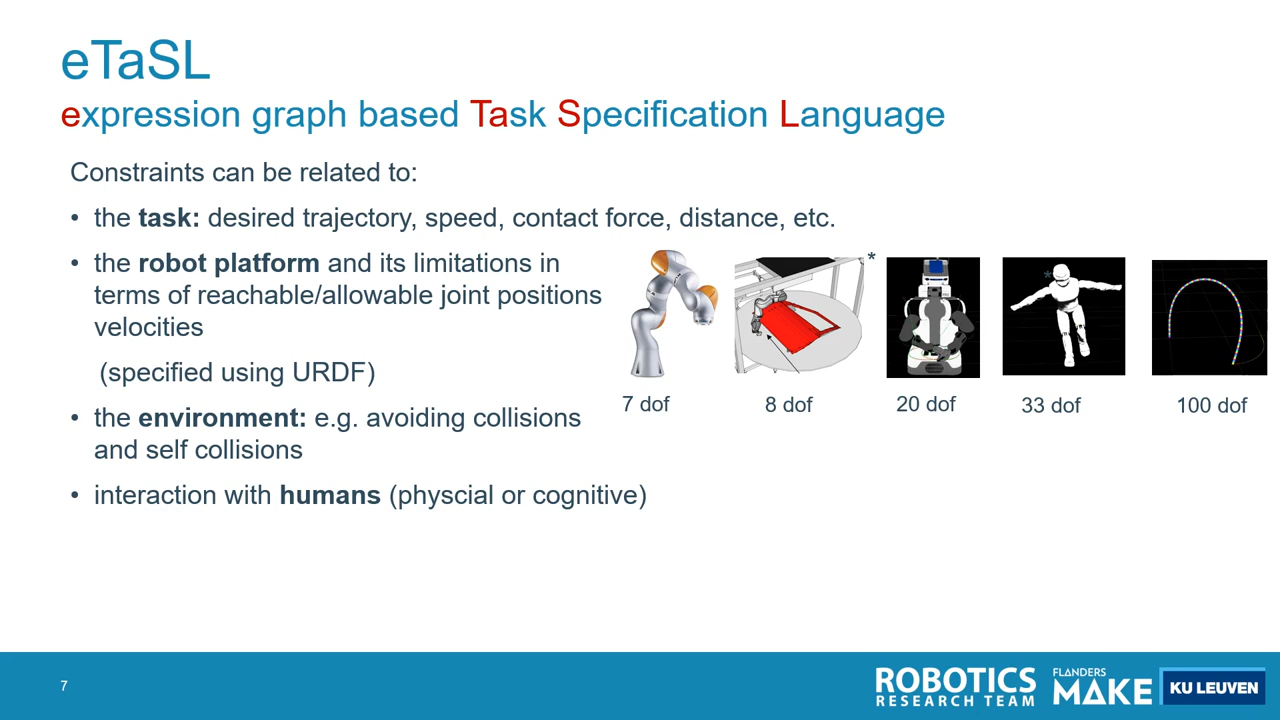 eTaSL
expression graph based Task Specification Language
Constraints can be related to:
• the task: desired trajectory, speed, contact force, distance, etc.
• the robot platform and its limitations in
terms of reachable/allowable joint positions
velocities
(specified using URDF)
• the environment: e.g. avoiding collisions
and self collisions
• interaction with humans (physcial or cognitive)
*
*
7 dof
8 dof
20 dof
33 dof
100 dof
7
ROBOTICS
RESEARCH TEAM
FLANDERS
MAKE
KU LEUVEN